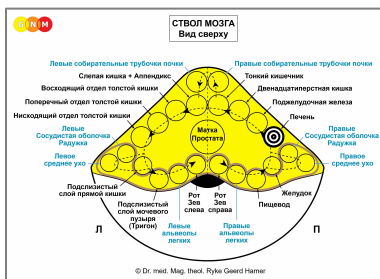 G N M
СТВОЛ МОЗГА
Вид сверху
Левые собирательные трубочки почки
Правые собирательные трубочки почки
Слепая кишка + Аппендикс
Тонкий кишечник
Восходящий отдел толстой кишки
Двенадцатиперстная кишка
Поперечный отдел толстой кишки
Поджелудочная железа
Нисходящий отдел толстой кишки
Печень
Левые
Сосудистая оболочка
Радужка
Матка
Простата
Правые
Сосудистая оболочка
Радужка
Левое
среднее ухо
Правое
среднее ухо
Подслизистый
слой прямой кишки
Подслизистый
слой мочевого
пузыря
(Тригон)
Рот
Зев
слева
Рот
Зев
справа
Желудок
Пищевод
Левые
альвеолы
легких
Правые
альвеолы
легких
Л
П
© Dr. med. Mag. theol. Ryke Geerd Hamer